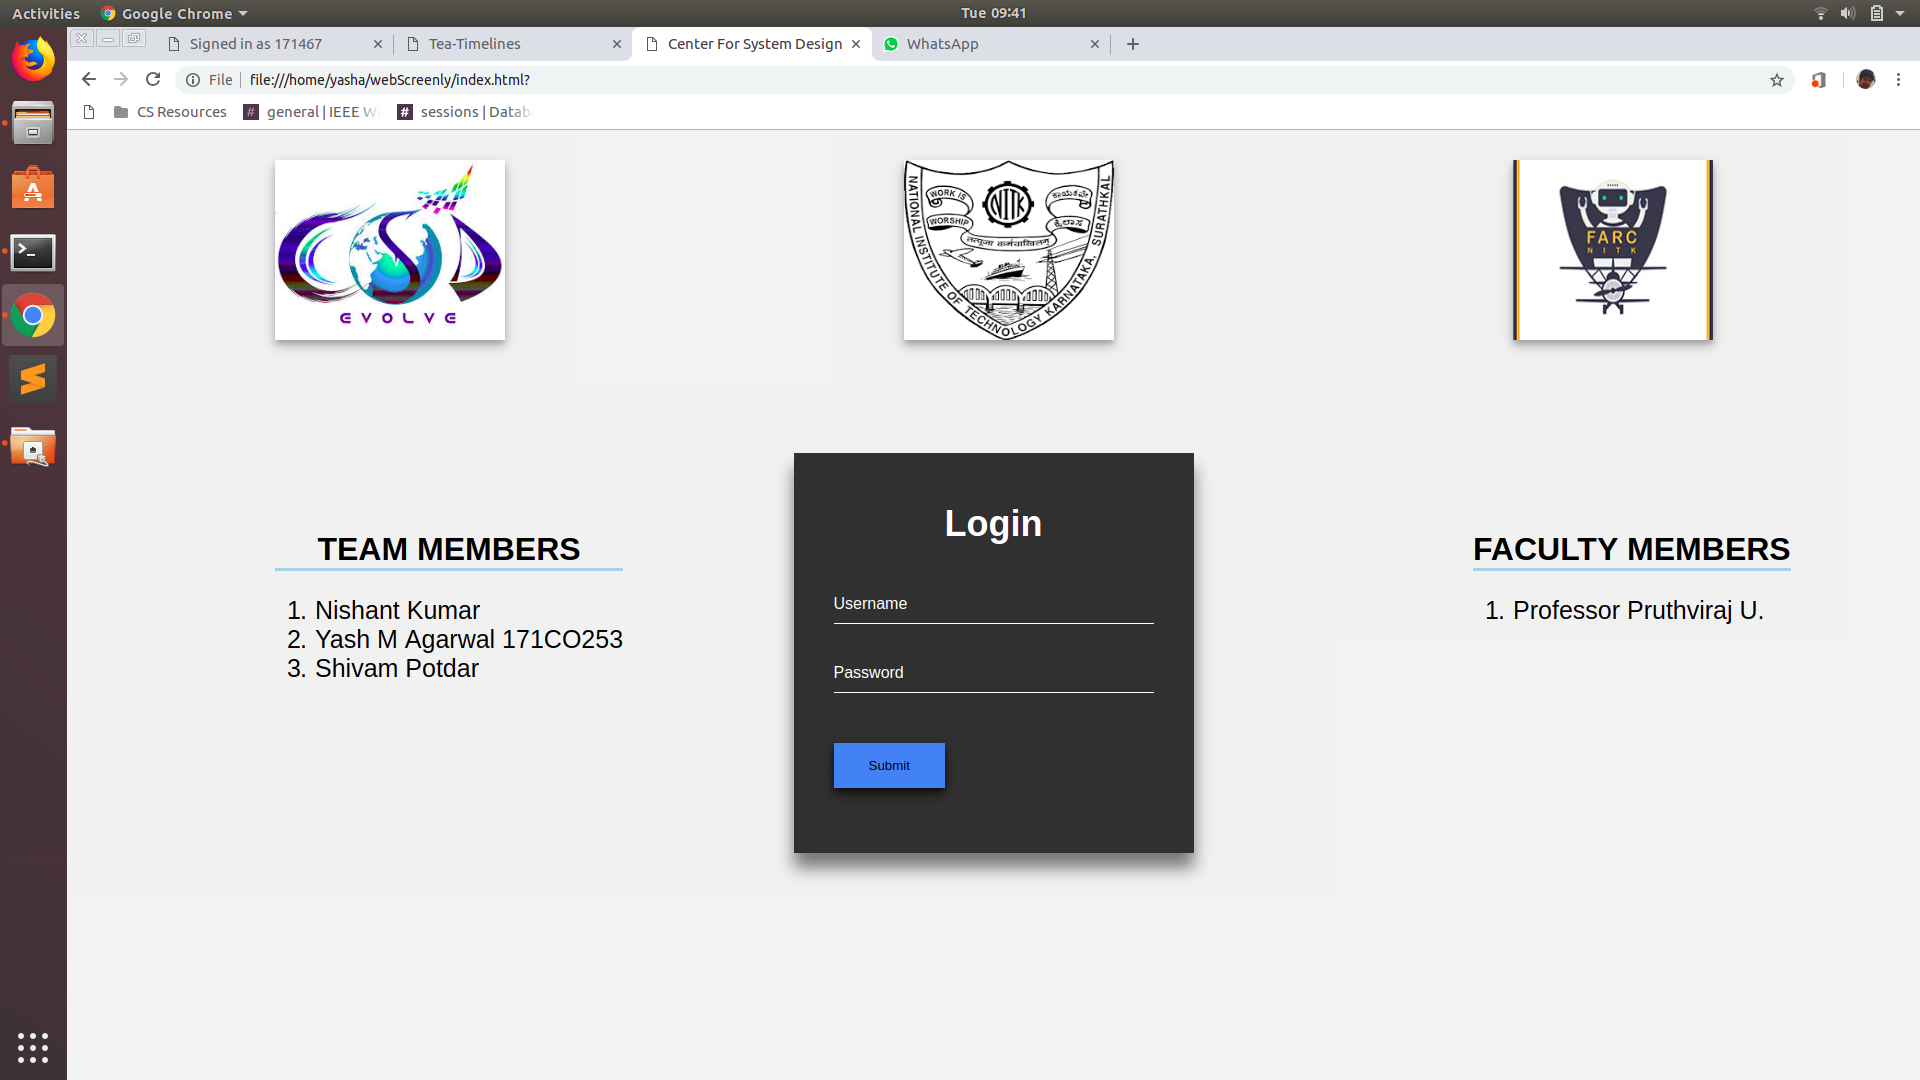 Activities
Google Chrome
Tue 09:41
Signed in as 171467
Tea-Timelines
Center For System Design
WhatsApp
File
file:///home/yasha/webScreenly/index.html?
CS Resources
general | IEEE W
sessions | Datab
EVOLVE
NATIONAL INSTITUTE OF TECHNOLOGY KARNATAKA, SURATHKAL
WORK IS
WORSHIP
NITK
ಕಾಯಕವೇ
ಕೈಲಾಸ
FARC
NITK
Login
TEAM MEMBERS
FACULTY MEMBERS
Username
1. Nishant Kumar
1. Professor Pruthviraj U.
2. Yash M Agarwal 171CO253
3. Shivam Potdar
Password
Submit